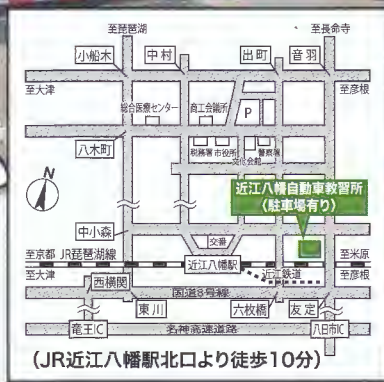 至琵琶湖
至長命寺
小船木
中村
出町
音羽
至大津
至彦根
総合医療センター
商工会議所
P
八木町
税務署
市役所
警察署
文化会館
N
近江八幡自動車教習所
(駐車場有り)
中小森
交番
至京都
JR琵琶湖線
近江八幡駅
至米原
至大津
近江鉄道
至彦根
西横関
国道8号線
東川
六枚橋
友定
竜王IC
名神高速道路
八日市IC
(JR近江八幡駅北口より徒歩10分)